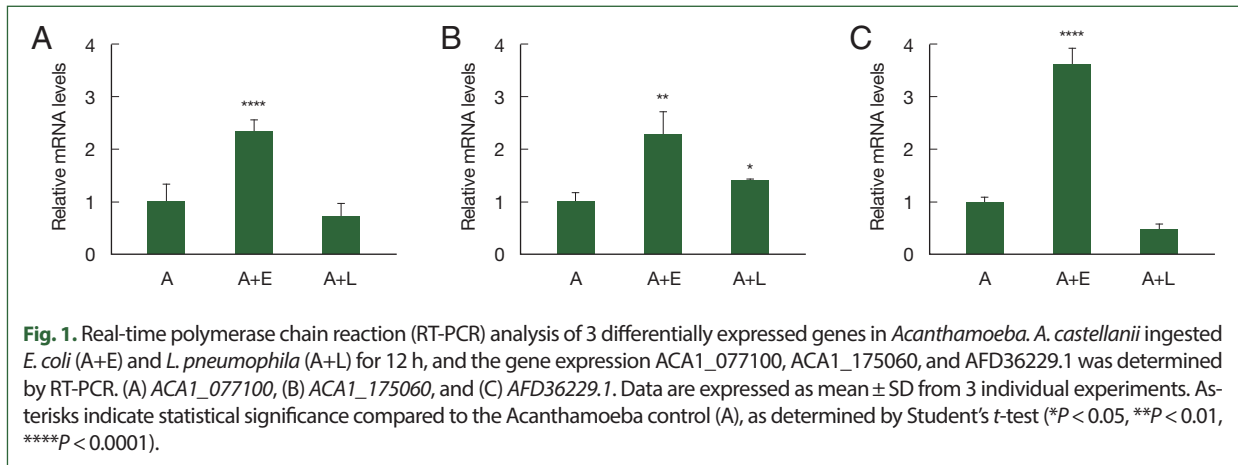 A
Relative mRNA levels
4
3
2
1
0
****
A
A+E
A+L
B
Relative mRNA levels
4
3
2
1
0
**
*
A
A+E
A+L
C
Relative mRNA levels
4
3
2
1
0
****
A
A+E
A+L
Fig. 1. Real-time polymerase chain reaction (RT-PCR) analysis of 3 differentially expressed genes in Acanthamoeba. A. castellanii ingested
E. coli (A+E) and L. pneumophila (A+L) for 12 h, and the gene expression ACA1_077100, ACA1_175060, and AFD36229.1 was determined
by RT-PCR. (A) ACA1_077100, (B) ACA1_175060, and (C) AFD36229.1. Data are expressed as mean ± SD from 3 individual experiments. As-
terisks indicate statistical significance compared to the Acanthamoeba control (A), as determined by Student's t-test (*P < 0.05, **P < 0.01,
****P < 0.0001).